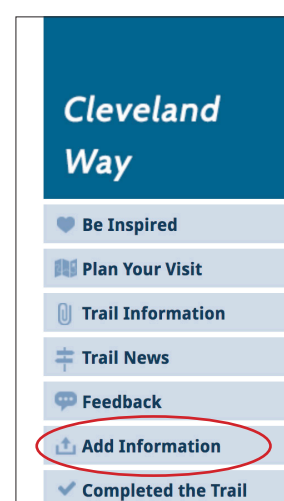 Cleveland
Way
Be Inspired
Plan Your Visit
Trail Information
Trail News
Feedback
Add Information
Completed the Trail